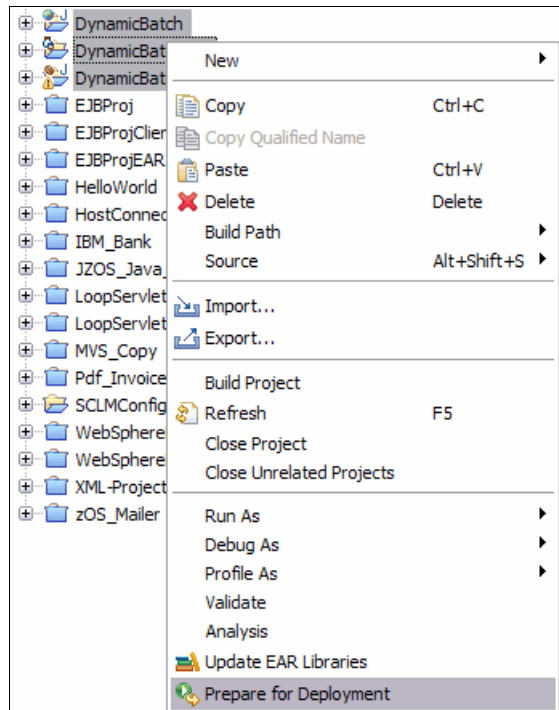 DynamicBatch
DynamicBat
DynamicBat
EJBProj
EJBProjClier
EJBProjEAR
HelloWorld
HostConnec
IBM_Bank
JZOS_Java_
LoopServlet
LoopServlet
MVS_Copy
Pdf_Invoice
SCLMConfig
WebSphere
WebSphere
XML-Project
zOS_Mailer
New
Copy Ctrl+C
Copy Qualified Name
Paste Ctrl+V
Delete Delete
Build Path
Source Alt+Shift+S
Import...
Export...
Build Project
Refresh F5
Close Project
Close Unrelated Projects
Run As
Debug As
Profile As
Validate
Analysis
Update EAR Libraries
Prepare for Deployment